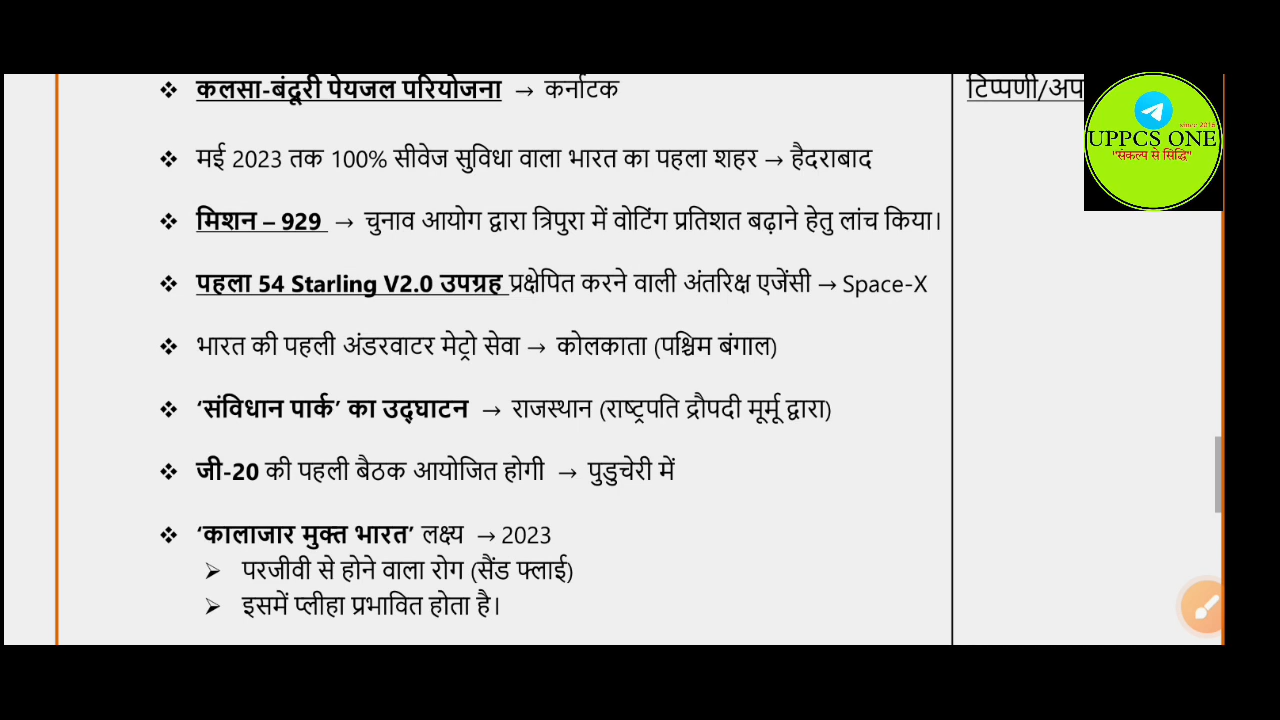 ❖ कलसा-बंदूरी पेयजल परियोजना → कर्नाटक
टिप्पणी/अप
since 2016
UPPCS ONE
"संकल्प से सिद्धि"
❖ मई 2023 तक 100% सीवेज सुविधा वाला भारत का पहला शहर → हैदराबाद
❖ मिशन – 929 → चुनाव आयोग द्वारा त्रिपुरा में वोटिंग प्रतिशत बढ़ाने हेतु लांच किया।
❖ पहला 54 Starling V2.0 उपग्रह प्रक्षेपित करने वाली अंतरिक्ष एजेंसी → Space-X
❖ भारत की पहली अंडरवाटर मेट्रो सेवा → कोलकाता (पश्चिम बंगाल)
❖ ‘संविधान पार्क’ का उद्घाटन → राजस्थान (राष्ट्रपति द्रौपदी मूर्मू द्वारा)
❖ जी-20 की पहली बैठक आयोजित होगी → पुडुचेरी में
❖ ‘कालाजार मुक्त भारत’ लक्ष्य → 2023
➢ परजीवी से होने वाला रोग (सैंड फ्लाई)
➢ इसमें प्लीहा प्रभावित होता है।